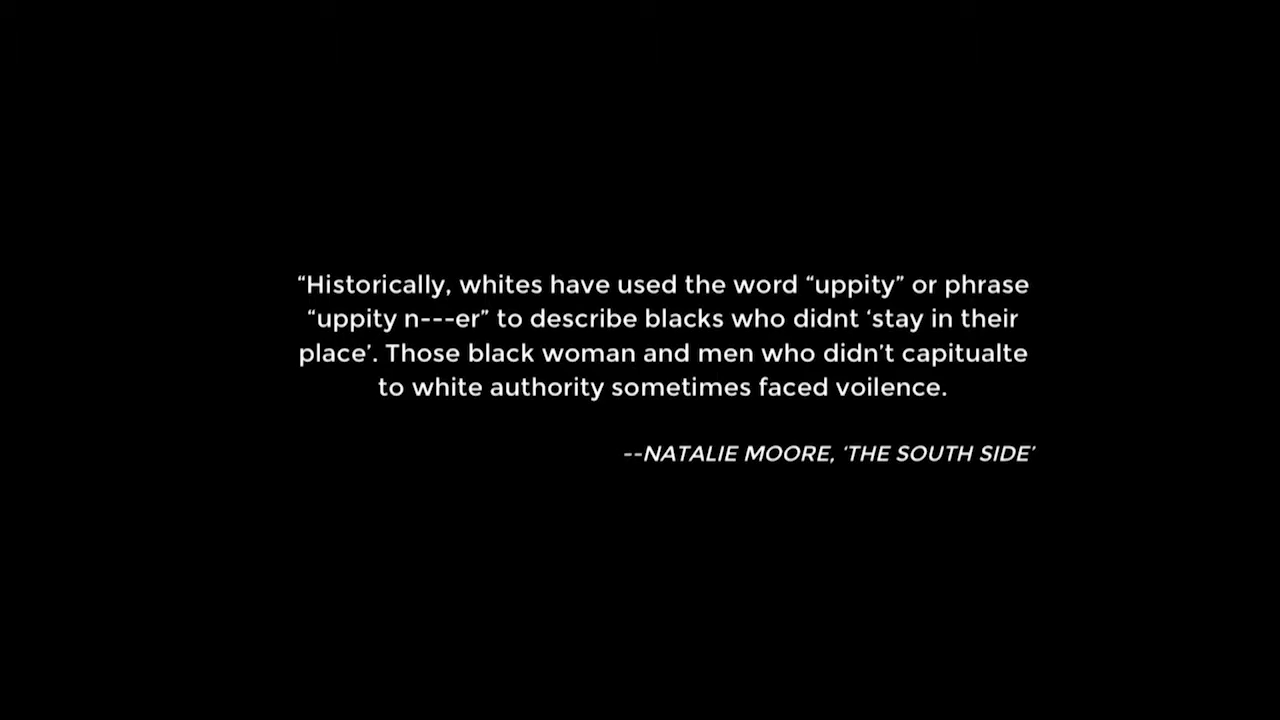 “Historically, whites have used the word “uppity” or phrase
“uppity n---er” to describe blacks who didnt ‘stay in their
place’. Those black woman and men who didn’t capitualte
to white authority sometimes faced voilence.
--NATALIE MOORE, ‘THE SOUTH SIDE’